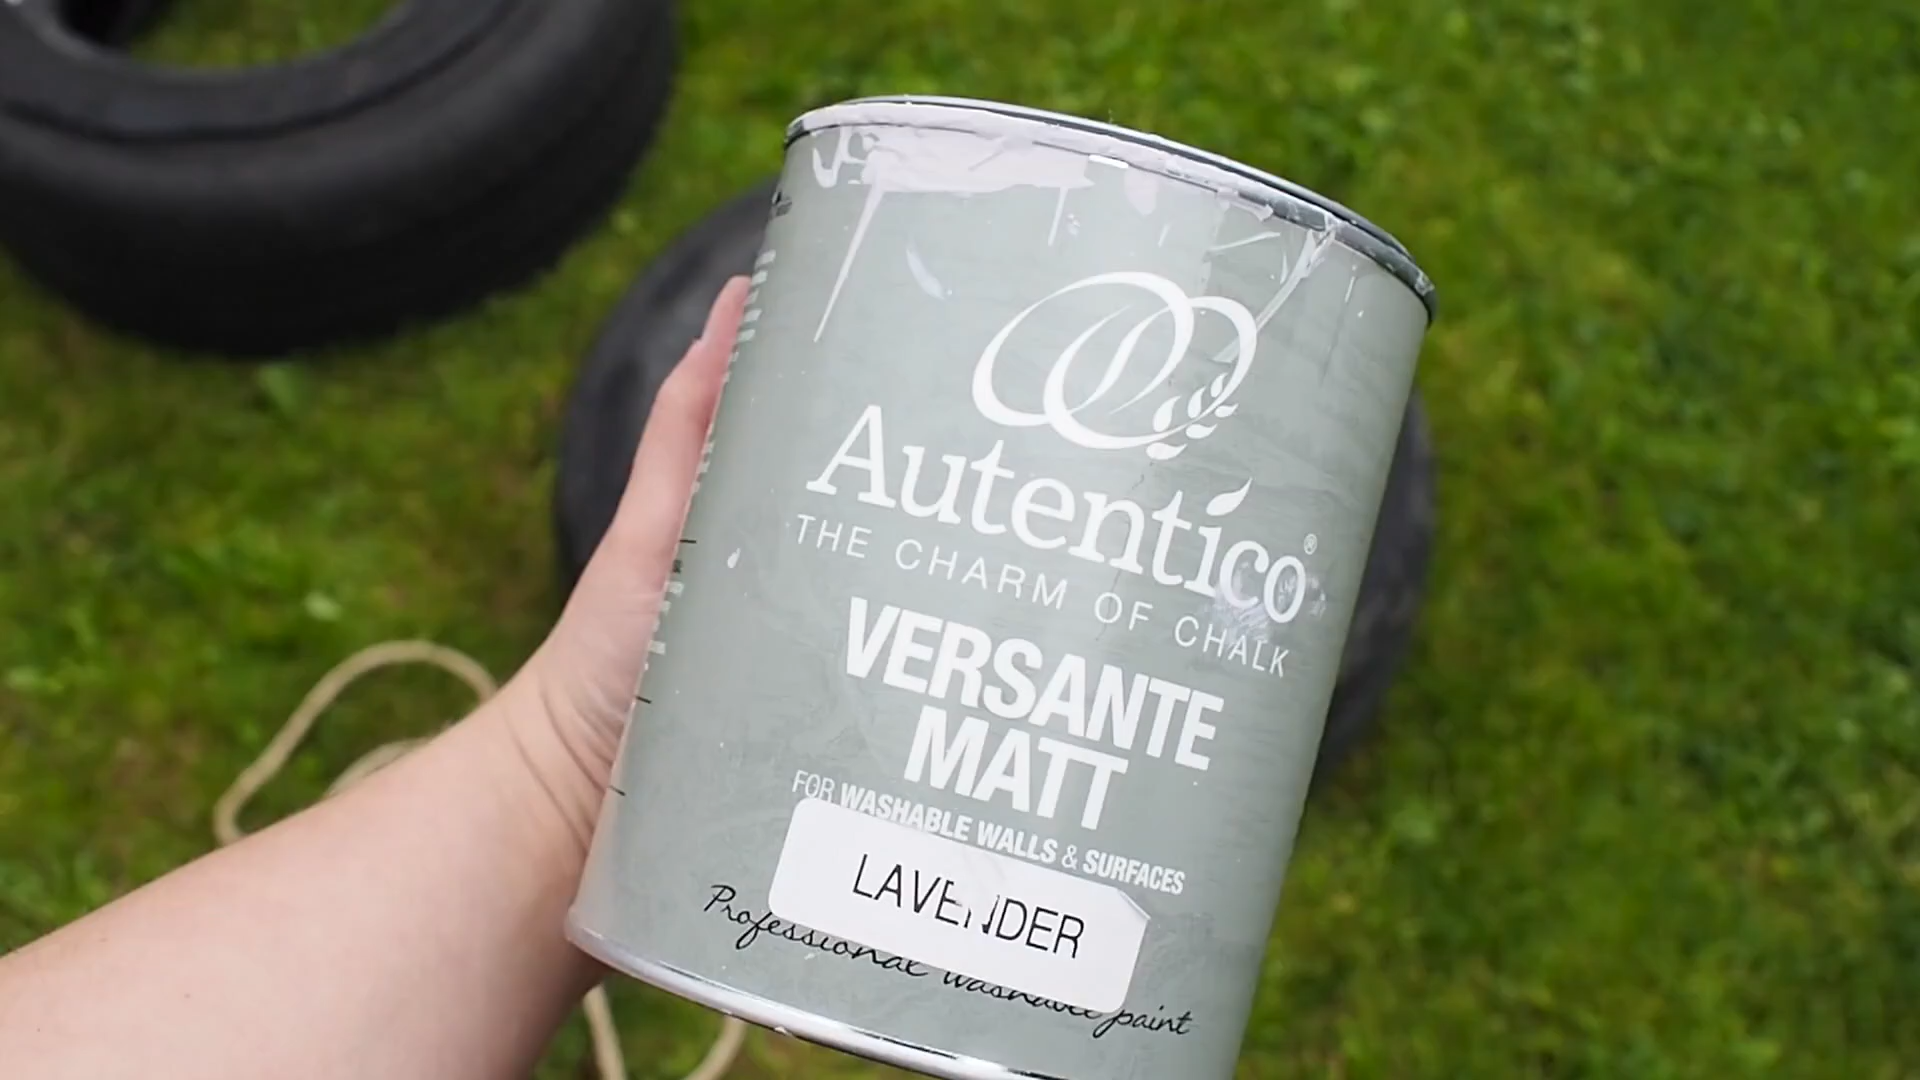 Autentico®
THE CHARM OF CHALK
VERSANTE
MATT
FOR WASHABLE WALLS & SURFACES
LAVENDER
Professional washable paint